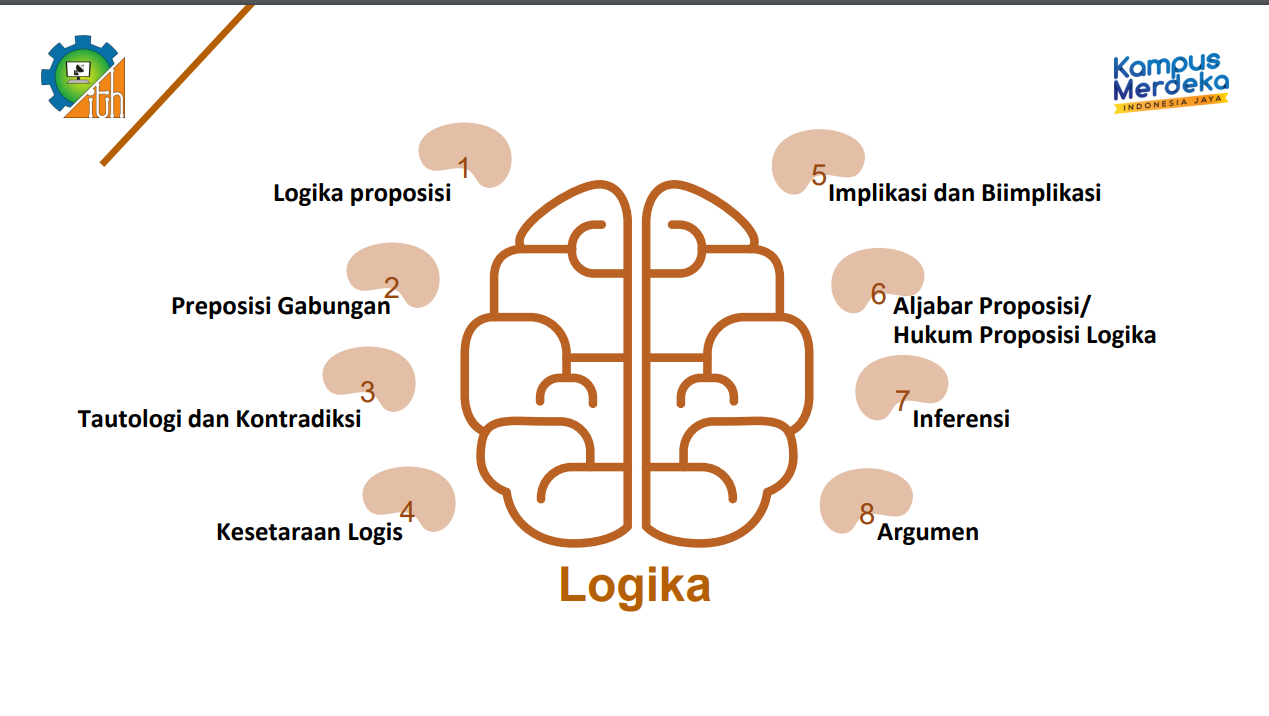 ith
Kampus
Merdeka
INDONESIA JAYA
1
Logika proposisi
2
Preposisi Gabungan
3
Tautologi dan Kontradiksi
4
Kesetaraan Logis
5
Implikasi dan Biimplikasi
6
Aljabar Proposisi/
Hukum Proposisi Logika
7
Inferensi
8
Argumen
Logika